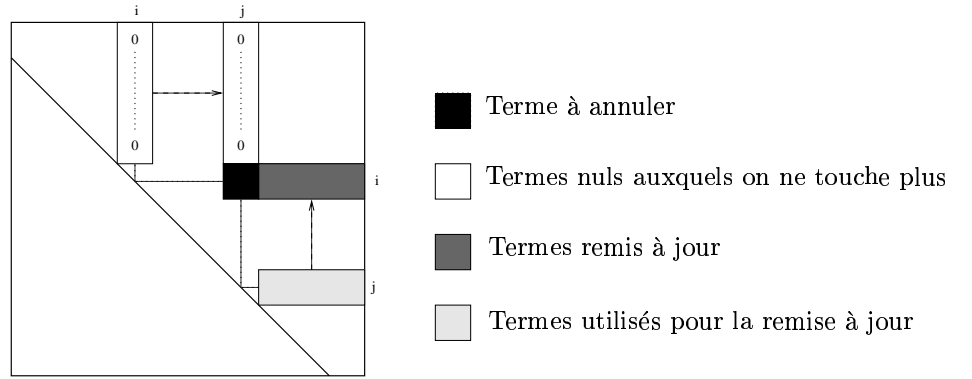 i j
0 0
0 0
i
j
Terme à annuler
Termes nuls auxquels on ne touche plus
Termes remis à jour
Termes utilisés pour la remise à jour